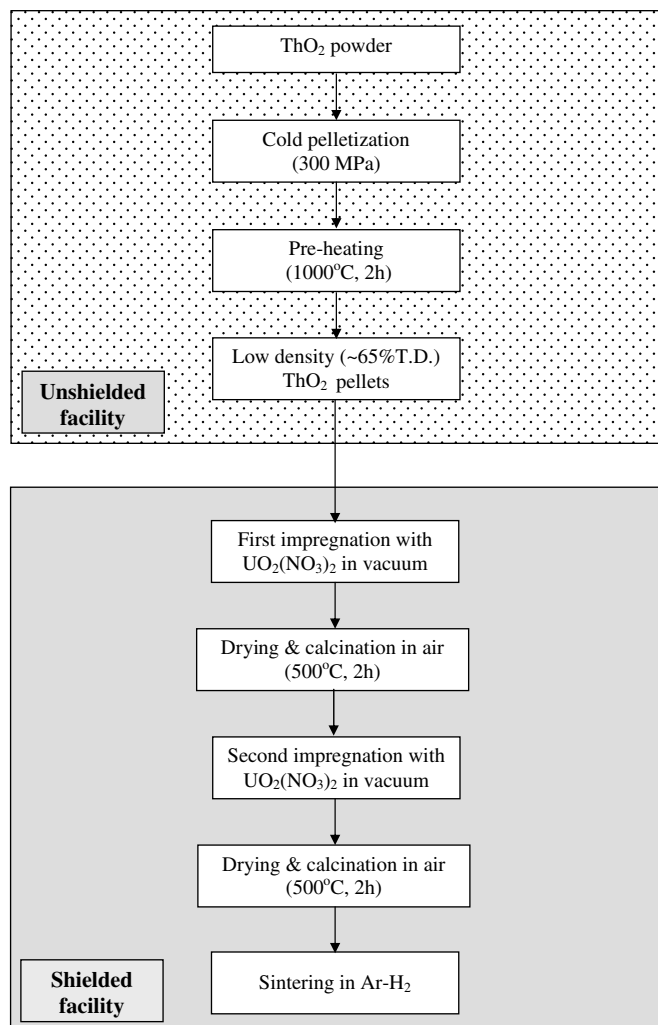 ThO₂ powder
Cold pelletization
(300 MPa)
Pre-heating
(1000°C, 2h)
Low density (~65%T.D.)
ThO₂ pellets
Unshielded
facility
First impregnation with
UO₂(NO₃)₂ in vacuum
Drying & calcination in air
(500°C, 2h)
Second impregnation with
UO₂(NO₃)₂ in vacuum
Drying & calcination in air
(500°C, 2h)
Sintering in Ar-H₂
Shielded
facility